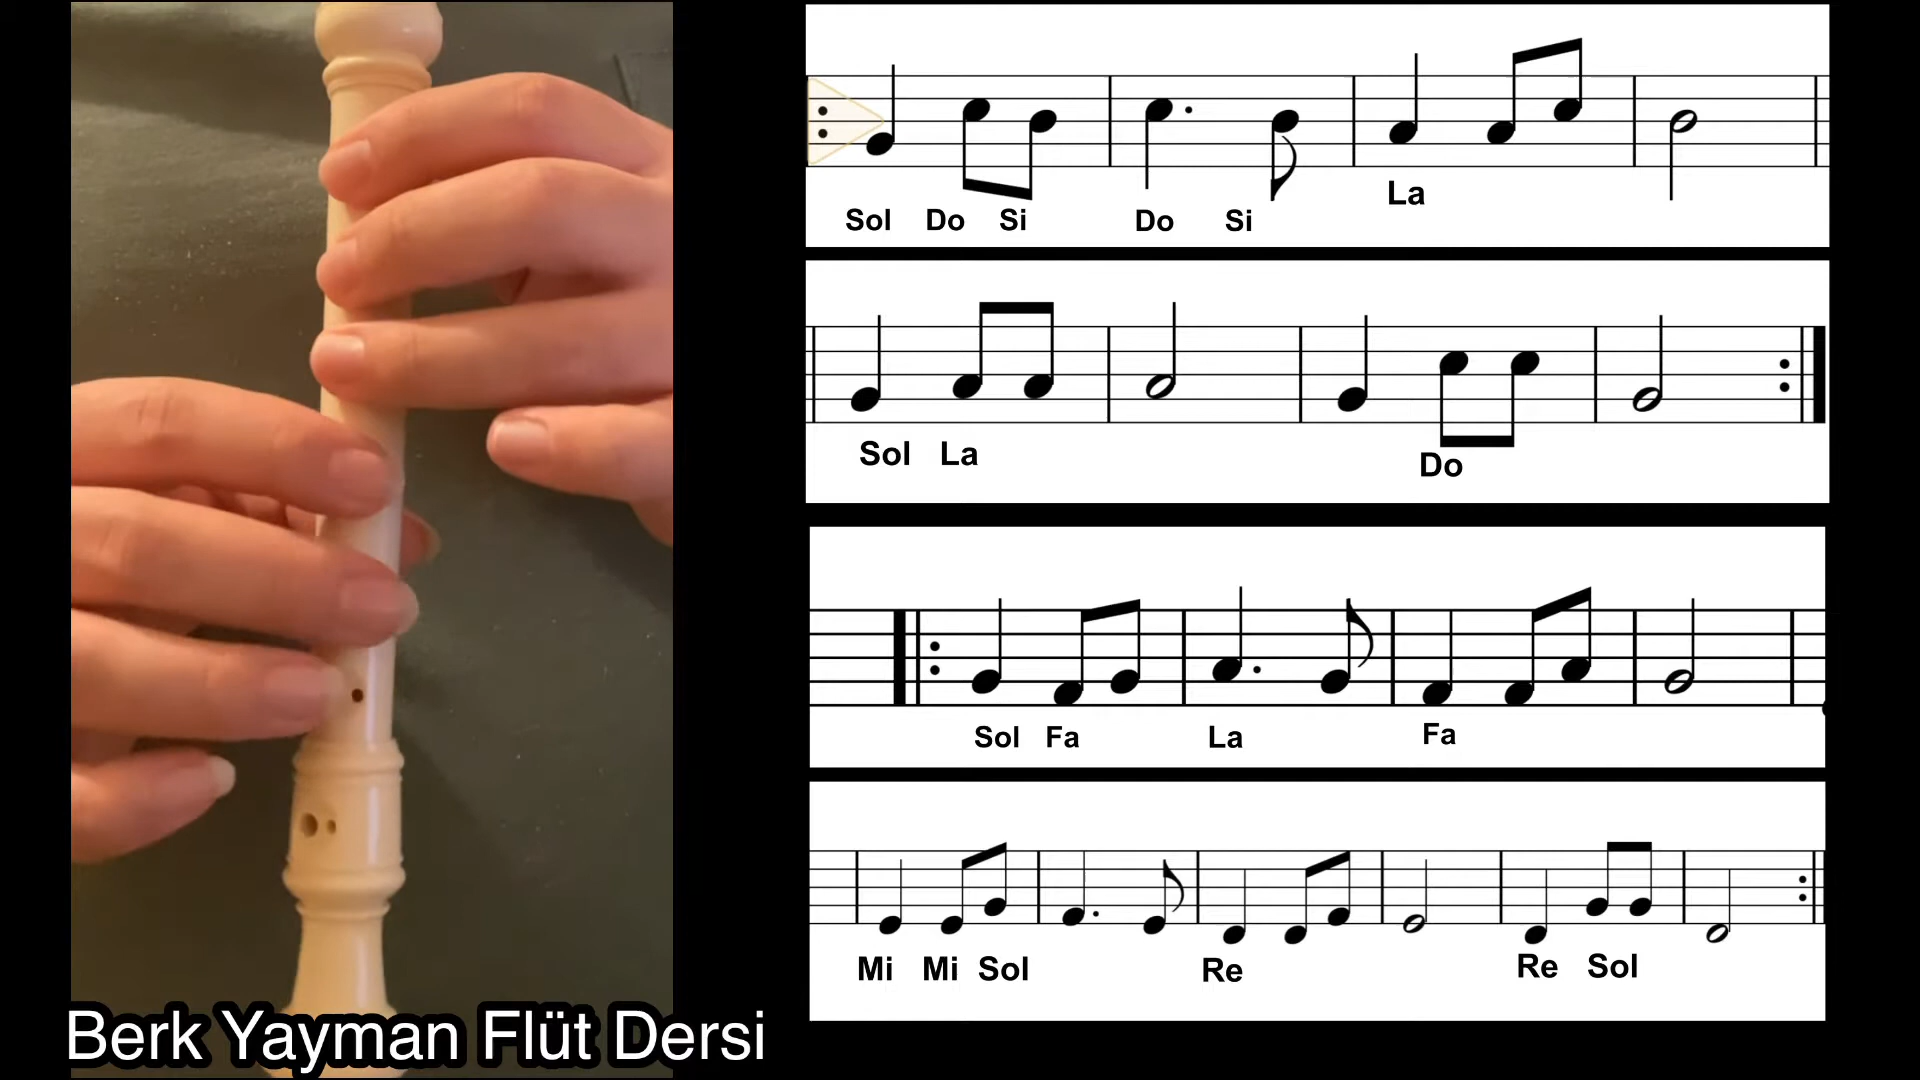 Sol Do Si Do Si La
Sol La Do
Sol Fa La Fa
Mi Mi Sol Re Re Sol
Berk Yayman Flüt Dersi